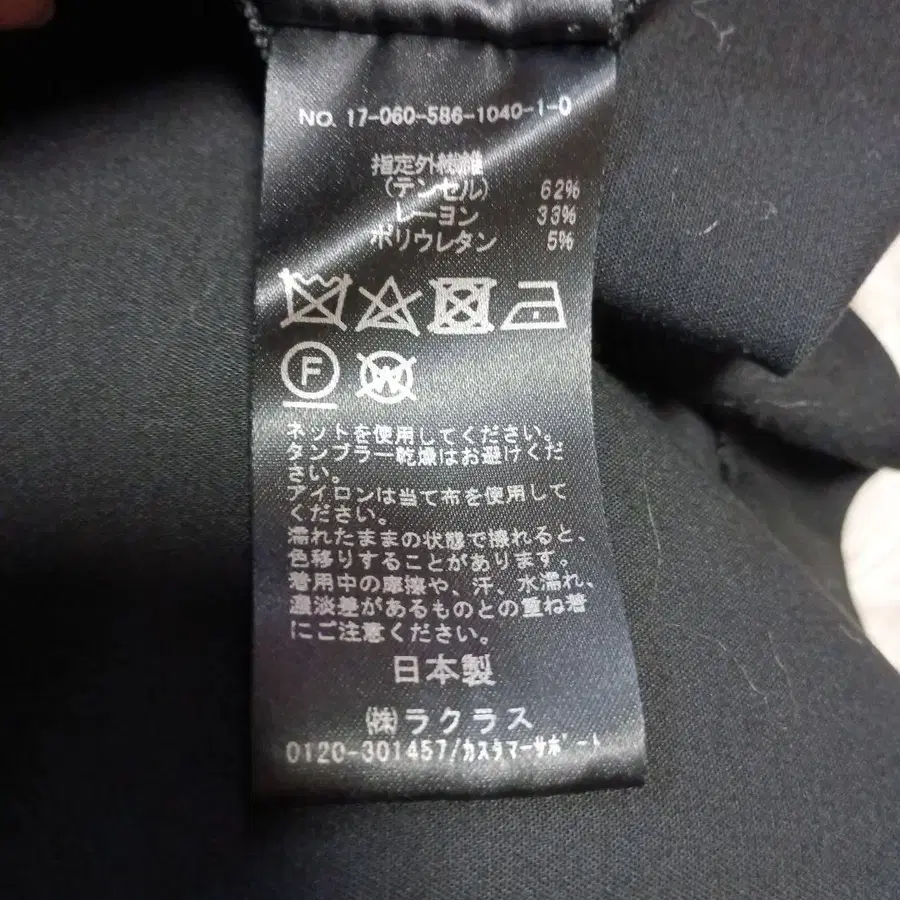 NO. 17-060-586-1040-1-0
指定外繊維
(テンセル) 62%
レーヨン 33%
ポリウレタン 5%
F
W
ネットを使用してください。
タンブラー乾燥はお避けくだ
さい。
アイロンは当て布を使用して
ください。
濡れたままの状態で擦れると、
色移りすることがあります。
着用中の摩擦や、汗、水濡れ、
濃淡差があるものとの重ね着
にご注意ください。
日本製
㈱ラクラス
0120-301457/カスタマーサポート